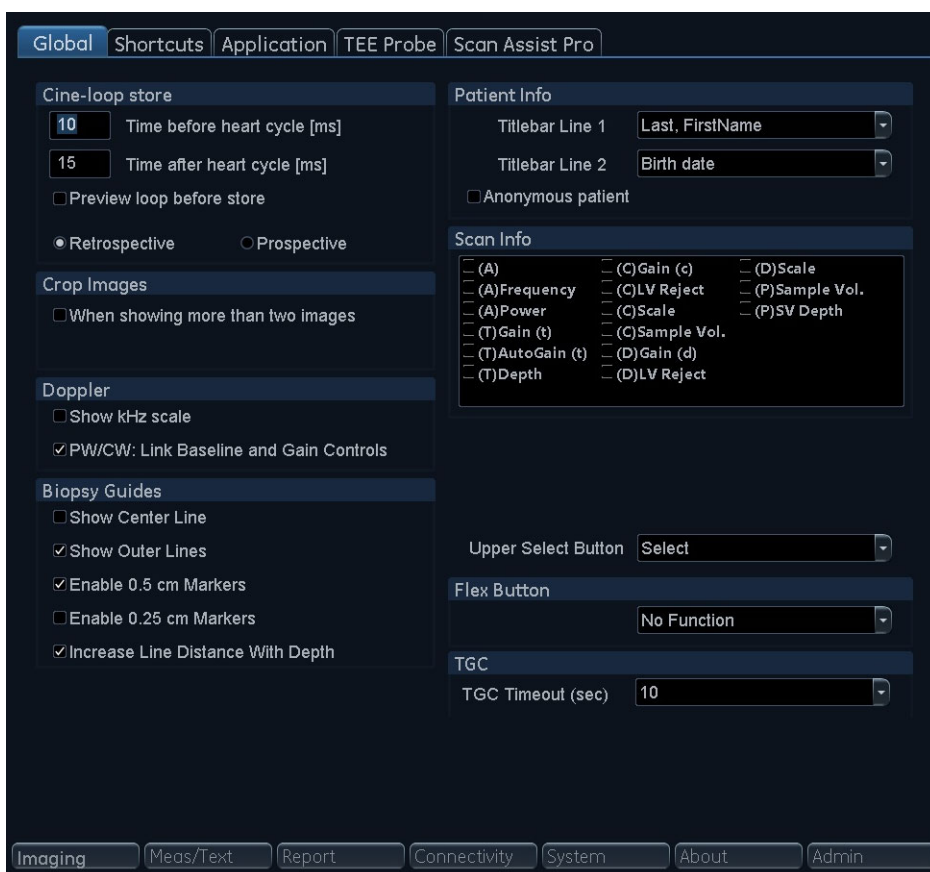 Global Shortcuts Application TEE Probe Scan Assist Pro
Cine-loop store
10 Time before heart cycle [ms]
15 Time after heart cycle [ms]
Preview loop before store
Retrospective Prospective
Crop Images
When showing more than two images
Doppler
Show kHz scale
PW/CW: Link Baseline and Gain Controls
Biopsy Guides
Show Center Line
Show Outer Lines
Enable 0.5 cm Markers
Enable 0.25 cm Markers
Increase Line Distance With Depth
Patient Info
Titlebar Line 1 Last, FirstName
Titlebar Line 2 Birth date
Anonymous patient
Scan Info
(A) (C)Gain (c) (D)Scale
(A)Frequency (C)LV Reject (P)Sample Vol.
(A)Power (C)Scale (P)SV Depth
(T)Gain (t) (C)Sample Vol.
(T)AutoGain (t) (D)Gain (d)
(T)Depth (D)LV Reject
Upper Select Button Select
Flex Button
No Function
TGC
TGC Timeout (sec) 10
Imaging Meas/Text Report Connectivity System About Admin